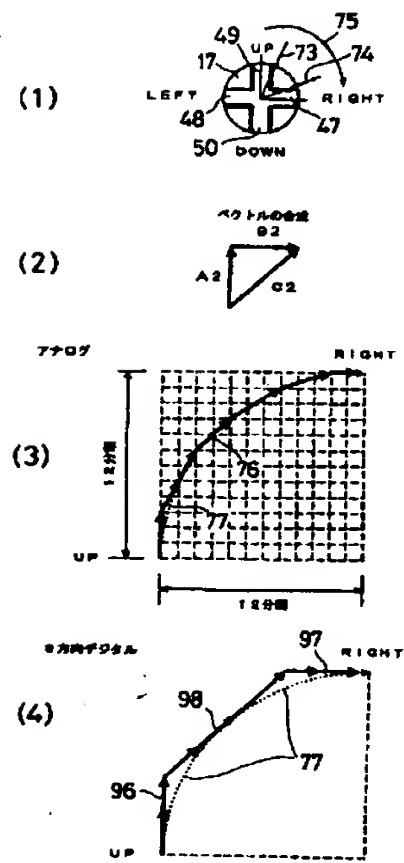 75
49
UP
73
74
17
(1)
LEFT
RIGHT
48
47
50
DOWN
ベクトルの合成
B2
(2)
A2
C2
アナログ
RIGHT
12分割
(3)
76
77
UP
12分割
8方向デジタル
97
RIGHT
(4)
98
77
96
UP